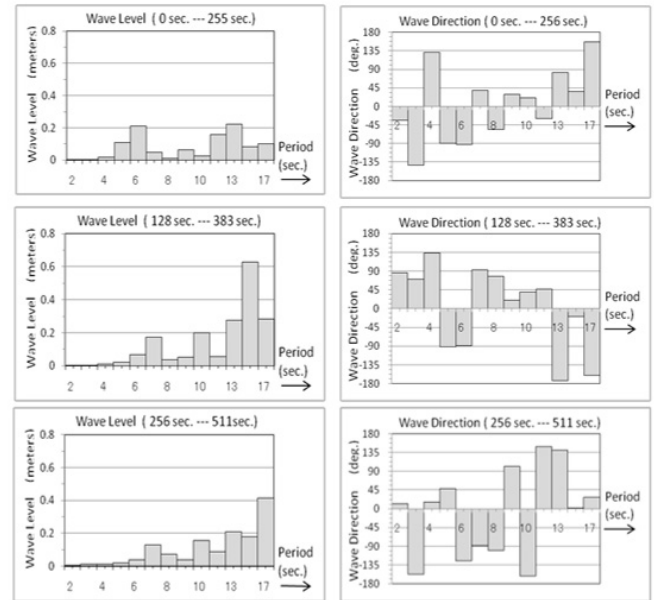 Wave Level ( 0 sec. --- 255 sec.)
Wave Level (meters)
0.8
0.6
0.4
0.2
0
2 4 6 8 10 13 17
Period
(sec.)
Wave Direction ( 0 sec. --- 256 sec.)
Wave Direction (deg.)
180
135
90
45
0
-45
-90
-135
-180
2 4 6 8 10 13 17
Period
(sec.)
Wave Level ( 128 sec. --- 383 sec.)
Wave Level (meters)
0.8
0.6
0.4
0.2
0
2 4 6 8 10 13 17
Period
(sec.)
Wave Direction ( 128 sec. --- 383 sec.)
Wave Direction (deg.)
180
135
90
45
0
-45
-90
-135
-180
2 4 6 8 10 13 17
Period
(sec.)
Wave Level ( 256 sec. --- 511sec.)
Wave Level (meters)
0.8
0.6
0.4
0.2
0
2 4 6 8 10 13 17
Period
(sec.)
Wave Direction ( 256 sec. --- 511 sec.)
Wave Direction (deg.)
180
135
90
45
0
-45
-90
-135
-180
2 4 6 8 10 13 17
Period
(sec.)